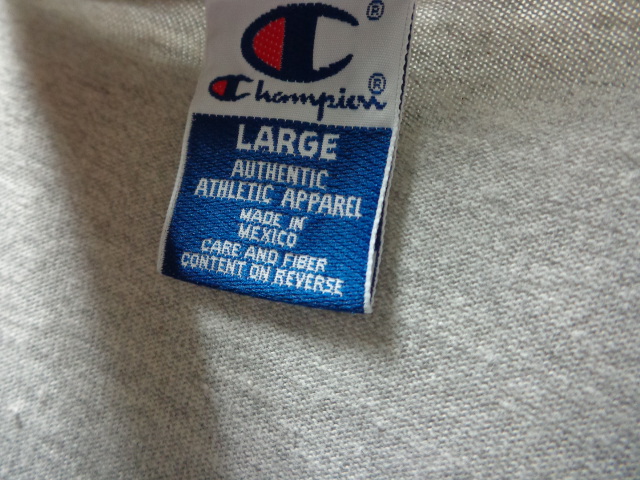 ®
Champion®
LARGE
AUTHENTIC
ATHLETIC APPAREL
MADE IN
MEXICO
CARE AND FIBER
CONTENT ON REVERSE